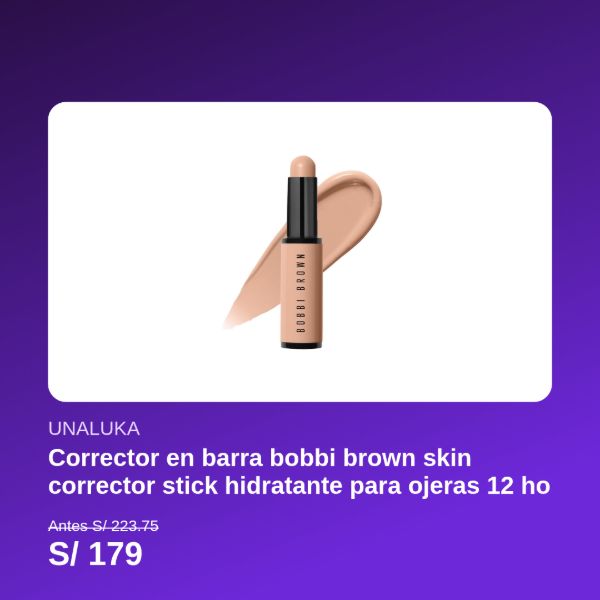 BOBBI BROWN
UNALUKA
Corrector en barra bobbi brown skin
corrector stick hidratante para ojeras 12 ho
Antes S/ 223.75
S/ 179